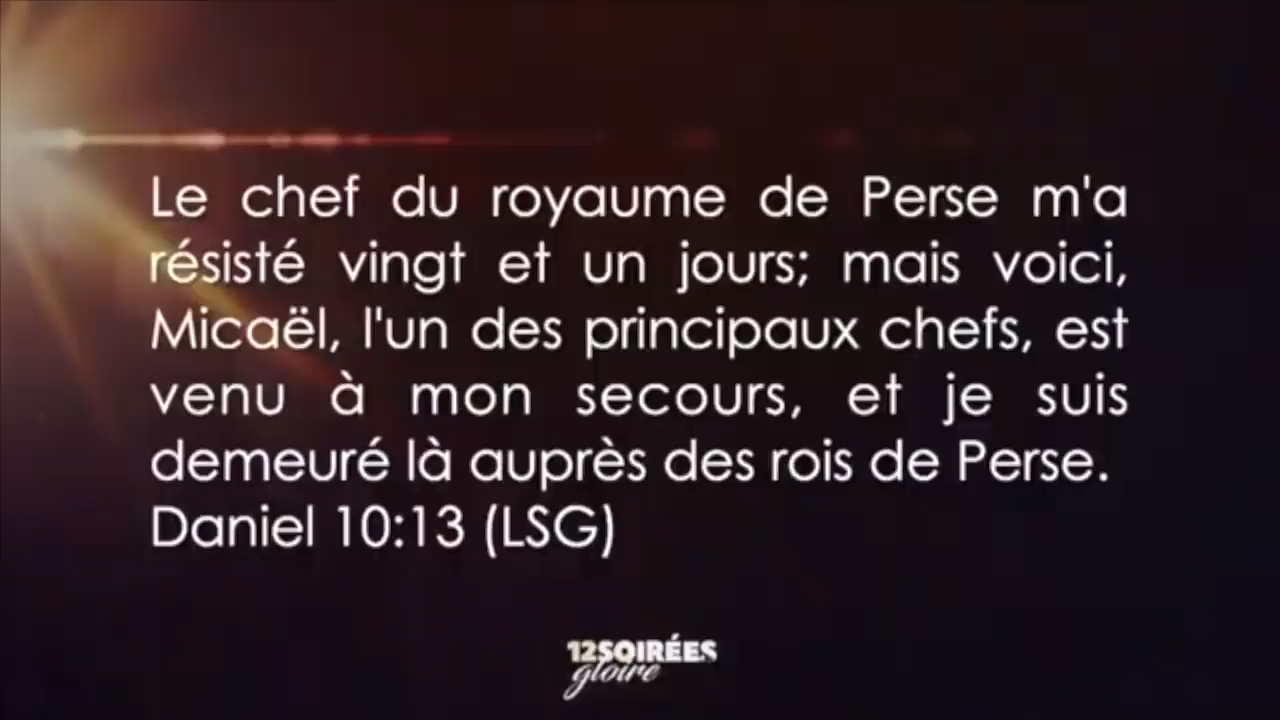 Le chef du royaume de Perse m'a
résisté vingt et un jours; mais voici,
Micaël, l'un des principaux chefs, est
venu à mon secours, et je suis
demeuré là auprès des rois de Perse.
Daniel 10:13 (LSG)
12SOIRÉES
gloire